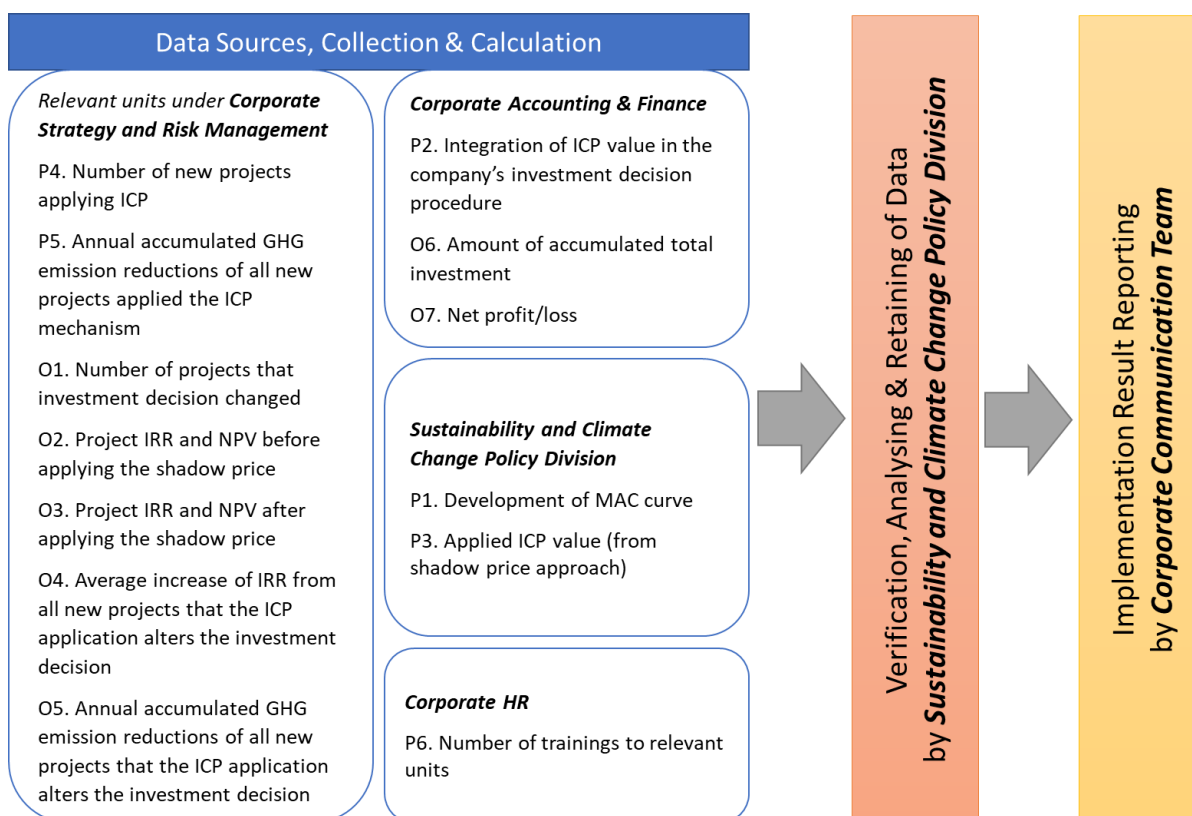 Data Sources, Collection & Calculation
Relevant units under Corporate
Strategy and Risk Management
P4. Number of new projects
applying ICP
P5. Annual accumulated GHG
emission reductions of all new
projects applied the ICP
mechanism
O1. Number of projects that
investment decision changed
O2. Project IRR and NPV before
applying the shadow price
O3. Project IRR and NPV after
applying the shadow price
O4. Average increase of IRR from
all new projects that the ICP
application alters the investment
decision
O5. Annual accumulated GHG
emission reductions of all new
projects that the ICP application
alters the investment decision
Corporate Accounting & Finance
P2. Integration of ICP value in the
company's investment decision
procedure
O6. Amount of accumulated total
investment
O7. Net profit/loss
Sustainability and Climate
Change Policy Division
P1. Development of MAC curve
P3. Applied ICP value (from
shadow price approach)
Corporate HR
P6. Number of trainings to relevant
units
Verification, Analysing & Retaining of Data
by Sustainability and Climate Change Policy Division
Implementation Result Reporting
by Corporate Communication Team